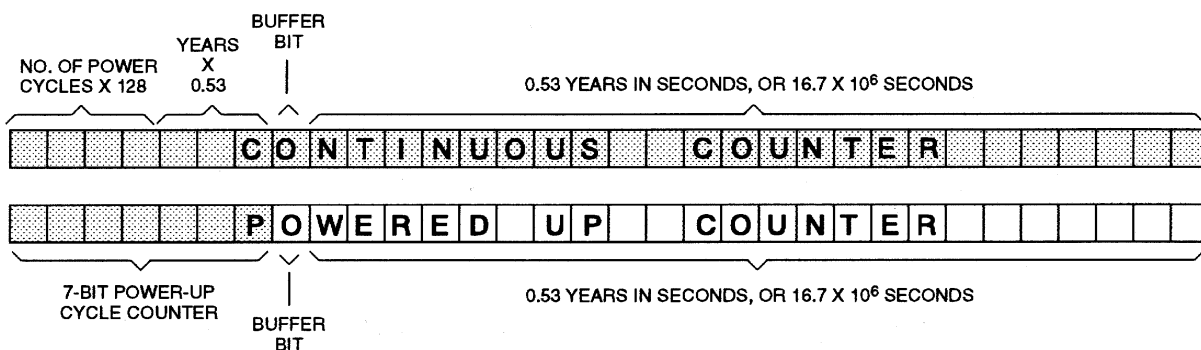 NO. OF POWER
CYCLES X 128
YEARS
X
0.53
BUFFER
BIT
0.53 YEARS IN SECONDS, OR 16.7 X 10⁶ SECONDS
CONTINUOUS COUNTER
POWERED UP COUNTER
7-BIT POWER-UP
CYCLE COUNTER
BUFFER
BIT
0.53 YEARS IN SECONDS, OR 16.7 X 10⁶ SECONDS